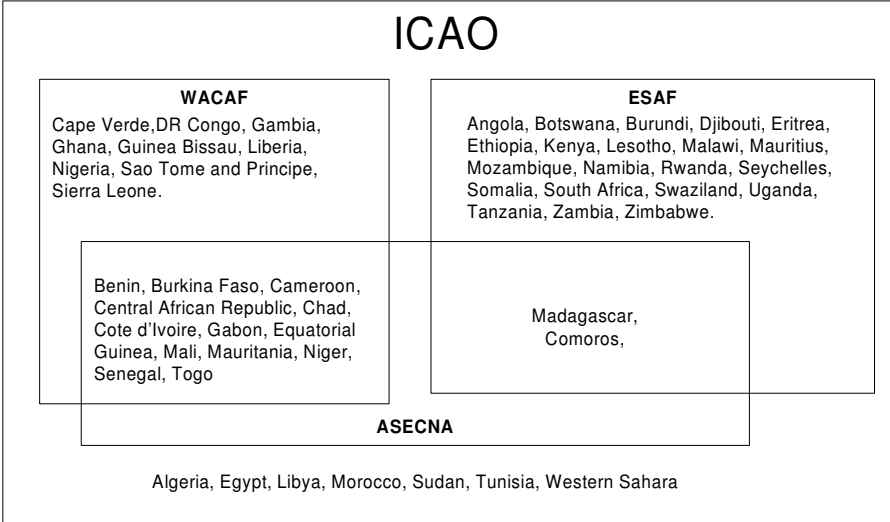 ICAO
WACAF
Cape Verde,DR Congo, Gambia,
Ghana, Guinea Bissau, Liberia,
Nigeria, Sao Tome and Principe,
Sierra Leone.
ESAF
Angola, Botswana, Burundi, Djibouti, Eritrea,
Ethiopia, Kenya, Lesotho, Malawi, Mauritius,
Mozambique, Namibia, Rwanda, Seychelles,
Somalia, South Africa, Swaziland, Uganda,
Tanzania, Zambia, Zimbabwe.
Benin, Burkina Faso, Cameroon,
Central African Republic, Chad,
Cote d'Ivoire, Gabon, Equatorial
Guinea, Mali, Mauritania, Niger,
Senegal, Togo
Madagascar,
Comoros,
ASECNA
Algeria, Egypt, Libya, Morocco, Sudan, Tunisia, Western Sahara